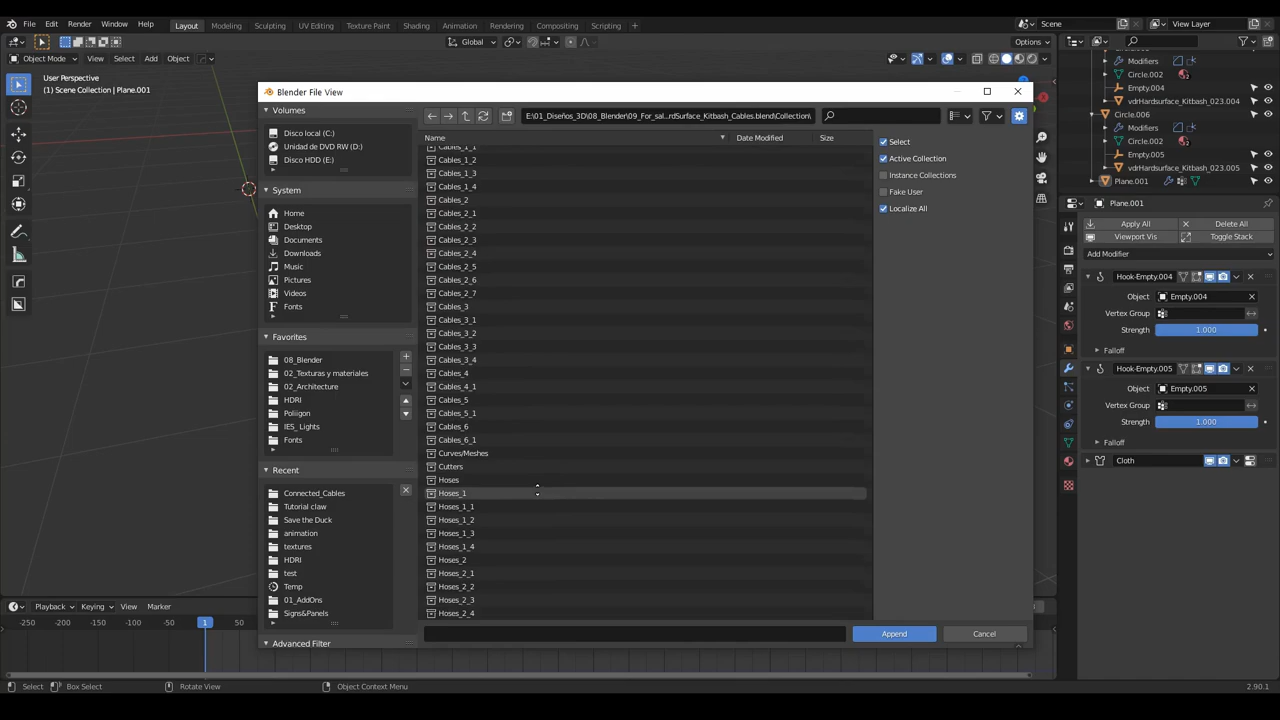 File Edit Render Window Help Layout Modeling Sculpting UV Editing Texture Paint Shading Animation Rendering Compositing Scripting + Scene View Layer
Global Options
Object Mode View Select Add Object
User Perspective
(1) Scene Collection | Plane.001
Blender File View
Volumes
Disco local (C:)
Unidad de DVD RW (D:)
Disco HDD (E:)
System
Home
Desktop
Documents
Downloads
Music
Pictures
Videos
Fonts
Favorites
08_Blender
02_Texturas y materiales
02_Architecture
HDRI
Poliigon
IES_ Lights
Fonts
Recent
Connected_Cables
Tutorial claw
Save the Duck
animation
textures
HDRI
test
Temp
01_AddOns
Signs&Panels
Advanced Filter
E:\01_Diseños_3D\08_Blender\09_For_sal...rdSurface_Kitbash_Cables.blend\Collection\
Name Date Modified Size
Cables_1_1
Cables_1_2
Cables_1_3
Cables_1_4
Cables_2
Cables_2_1
Cables_2_2
Cables_2_3
Cables_2_4
Cables_2_5
Cables_2_6
Cables_2_7
Cables_3
Cables_3_1
Cables_3_2
Cables_3_3
Cables_3_4
Cables_4
Cables_4_1
Cables_5
Cables_5_1
Cables_6
Cables_6_1
Curves/Meshes
Cutters
Hoses
Hoses_1
Hoses_1_1
Hoses_1_2
Hoses_1_3
Hoses_1_4
Hoses_2
Hoses_2_1
Hoses_2_2
Hoses_2_3
Hoses_2_4
Append Cancel
Select
Active Collection
Instance Collections
Fake User
Localize All
Modifiers
Circle.002
Empty.004
vdrHardsurface_Kitbash_023.004
Circle.006
Modifiers
Circle.002
Empty.005
vdrHardsurface_Kitbash_023.005
Plane.001
Plane.001
Apply All Delete All
Viewport Vis Toggle Stack
Add Modifier
Hook-Empty.004
Object Empty.004
Vertex Group
Strength 1.000
Falloff
Hook-Empty.005
Object Empty.005
Vertex Group
Strength 1.000
Falloff
Cloth
Playback Keying View Marker
-250 -200 -150 -100 -50 1 50
Select Box Select Rotate View Object Context Menu 2.90.1